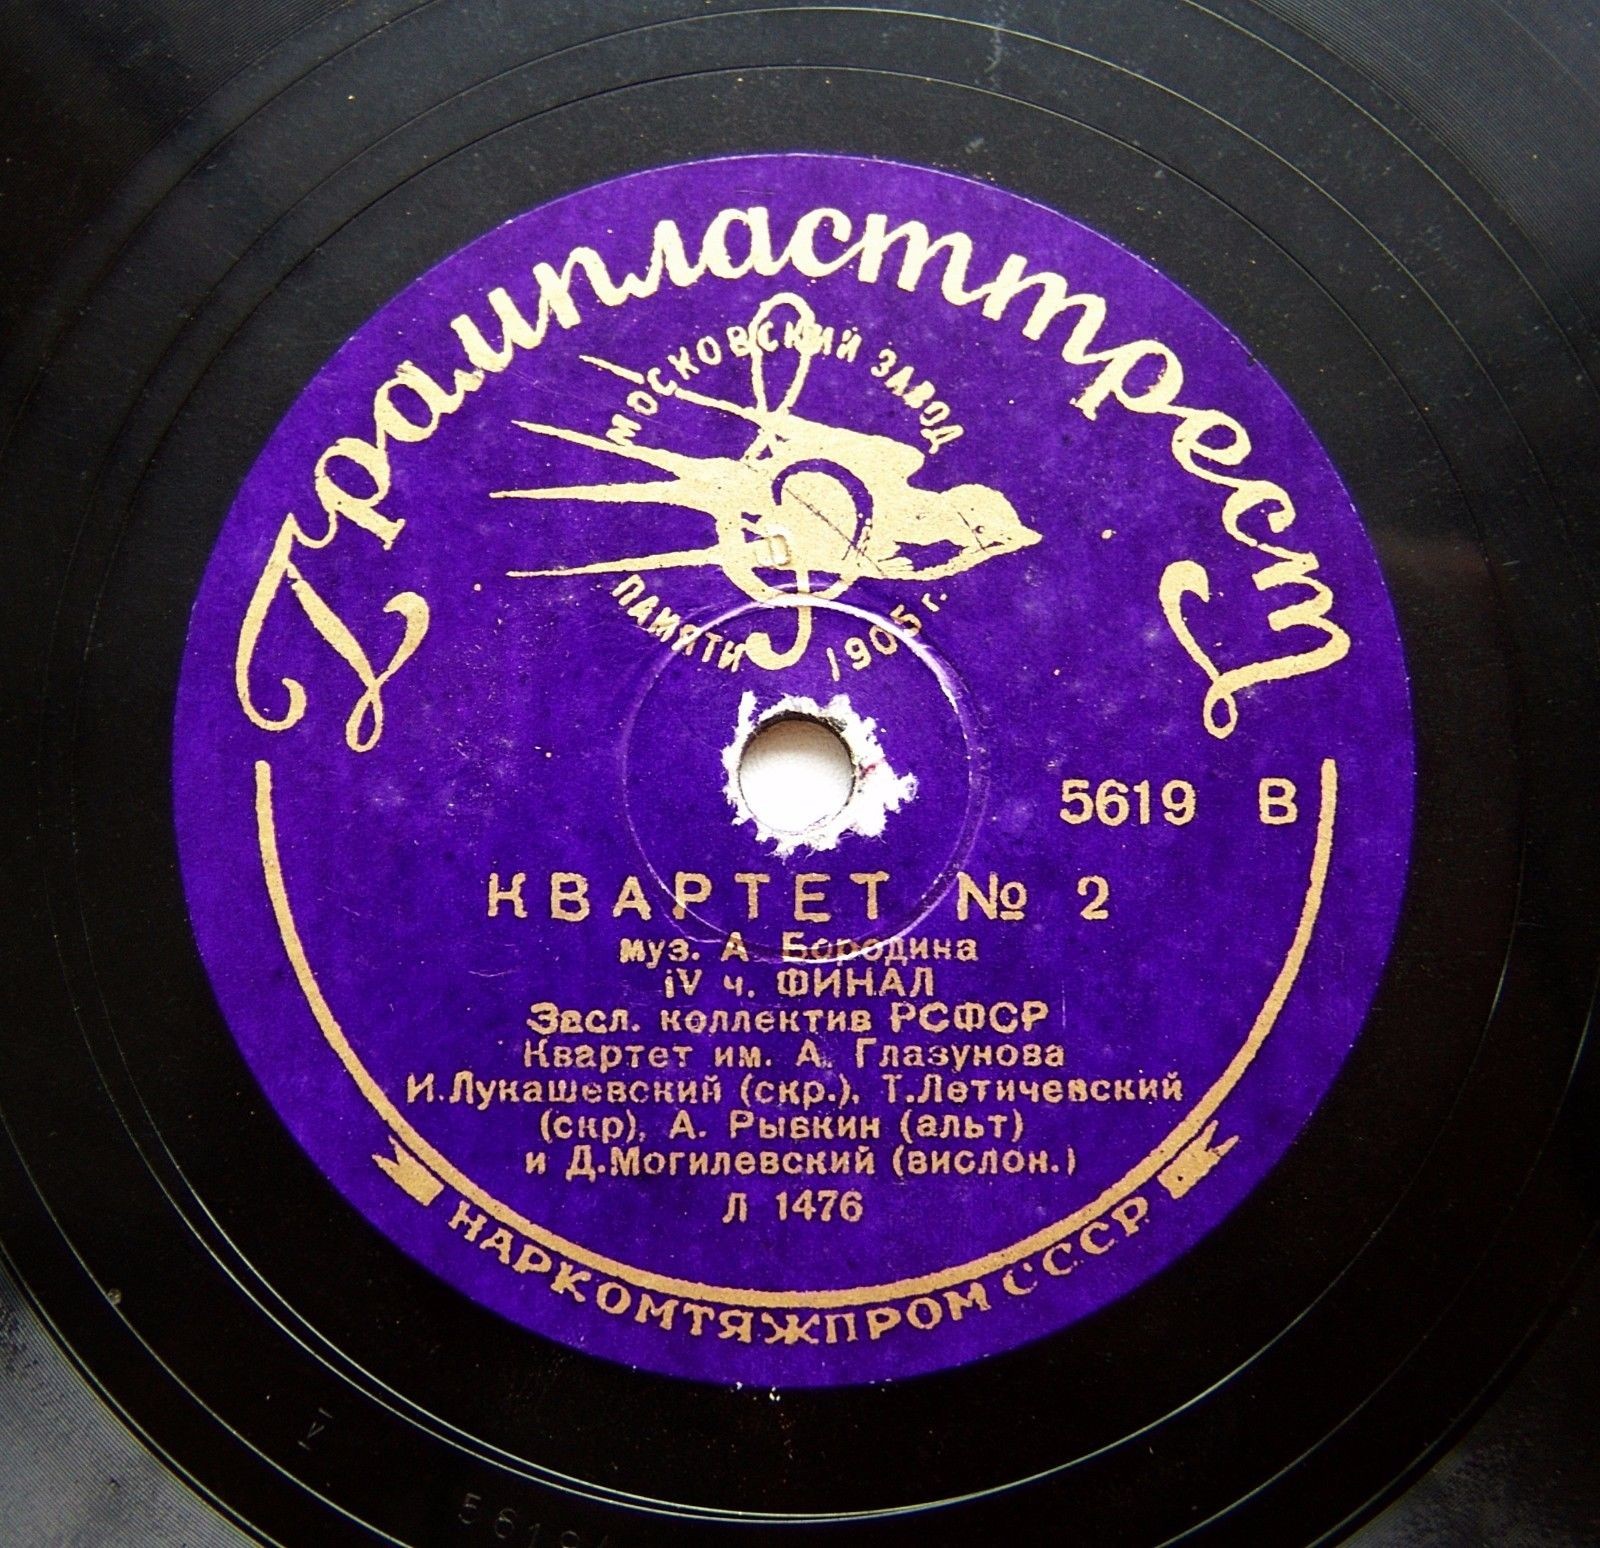 Грампласттрест
МОСКОВСКИЙ ЗАВОД
ПАМЯТИ 1905 г.
5619 В
КВАРТЕТ № 2
муз. А Бородина
iV ч. ФИНАЛ
Засл. коллектив РСФСР
Квартет им. А. Глазунова
И.Лукашевский (скр.), Т.Летичевский
(скр), А. Рывкин (альт)
и Д.Могилевский (вислон.)
Л 1476
НАРКОМТЯЖПРОМ СССР
V